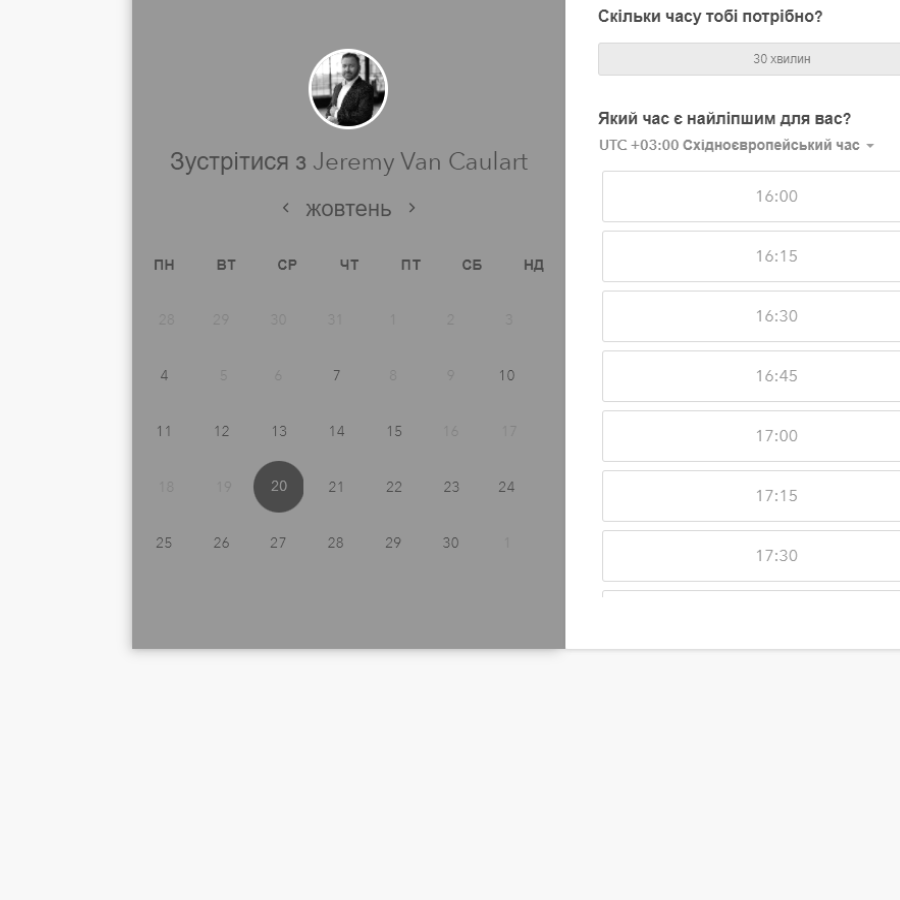 Зустрітися з Jeremy Van Caulart
жовтень
ПН ВТ СР ЧТ ПТ СБ НД
28 29 30 31 1 2 3
4 5 6 7 8 9 10
11 12 13 14 15 16 17
18 19 20 21 22 23 24
25 26 27 28 29 30 1
Скільки часу тобі потрібно?
30 хвилин
Який час є найліпшим для вас?
UTC +03:00 Східноєвропейський час
16:00
16:15
16:30
16:45
17:00
17:15
17:30